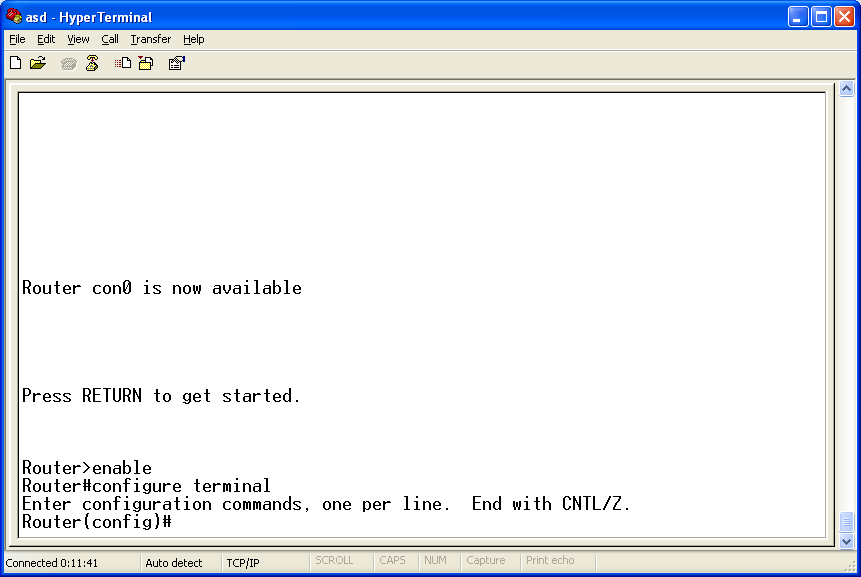 asd - HyperTerminal
File Edit View Call Transfer Help
Router con0 is now available
Press RETURN to get started.
Router>enable
Router#configure terminal
Enter configuration commands, one per line.  End with CNTL/Z.
Router(config)#
Connected 0:11:41 Auto detect TCP/IP SCROLL CAPS NUM Capture Print echo